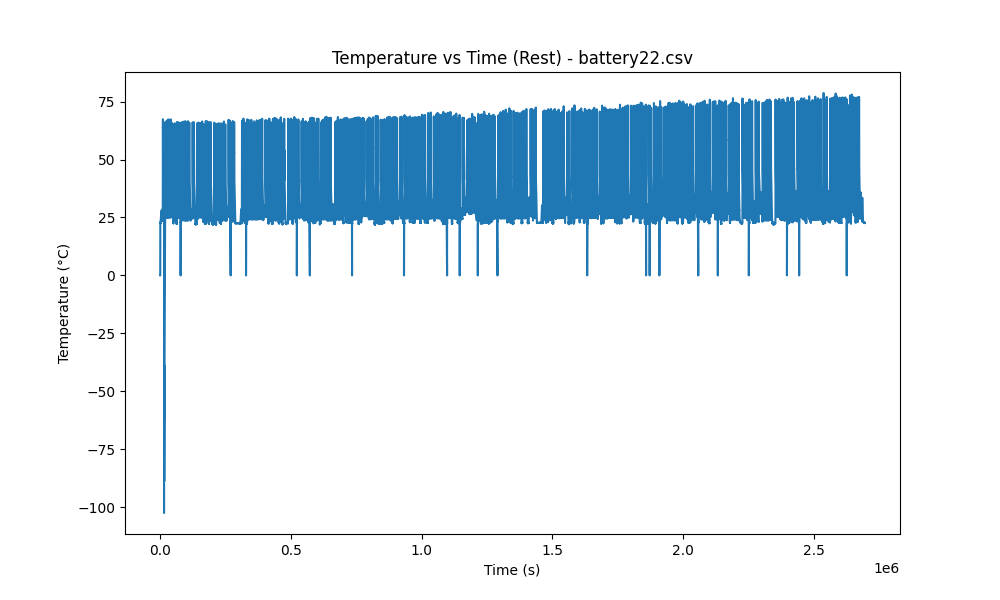 Temperature vs Time (Rest) - battery22.csv
Temperature (°C)
75
50
25
0
−25
−50
−75
−100
0.0 0.5 1.0 1.5 2.0 2.5
1e6
Time (s)